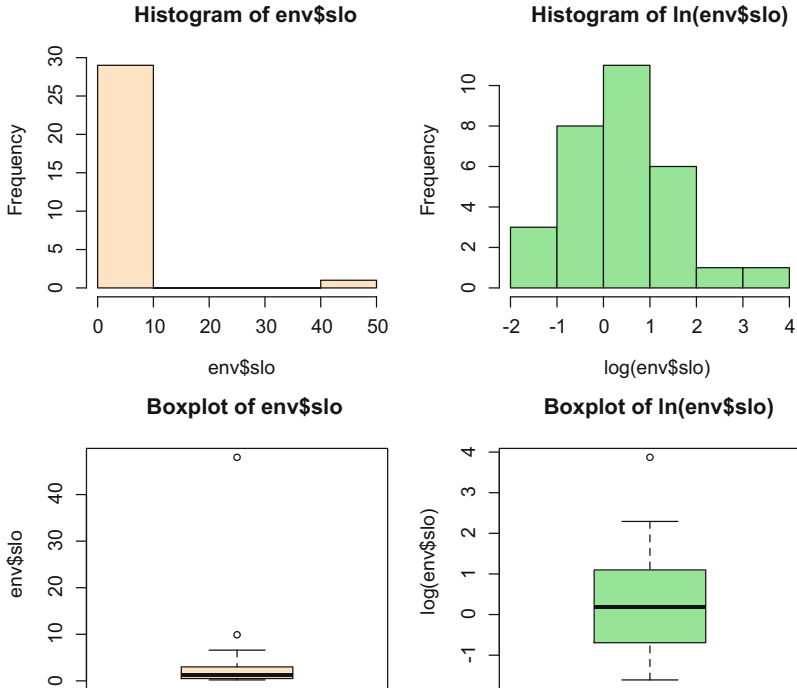 Histogram of env$slo
Frequency
30
25
20
15
10
5
0
0 10 20 30 40 50
env$slo
Histogram of ln(env$slo)
Frequency
10
8
6
4
2
0
-2 -1 0 1 2 3 4
log(env$slo)
Boxplot of env$slo
env$slo
40
30
20
10
0
Boxplot of ln(env$slo)
log(env$slo)
4
3
2
1
0
-1